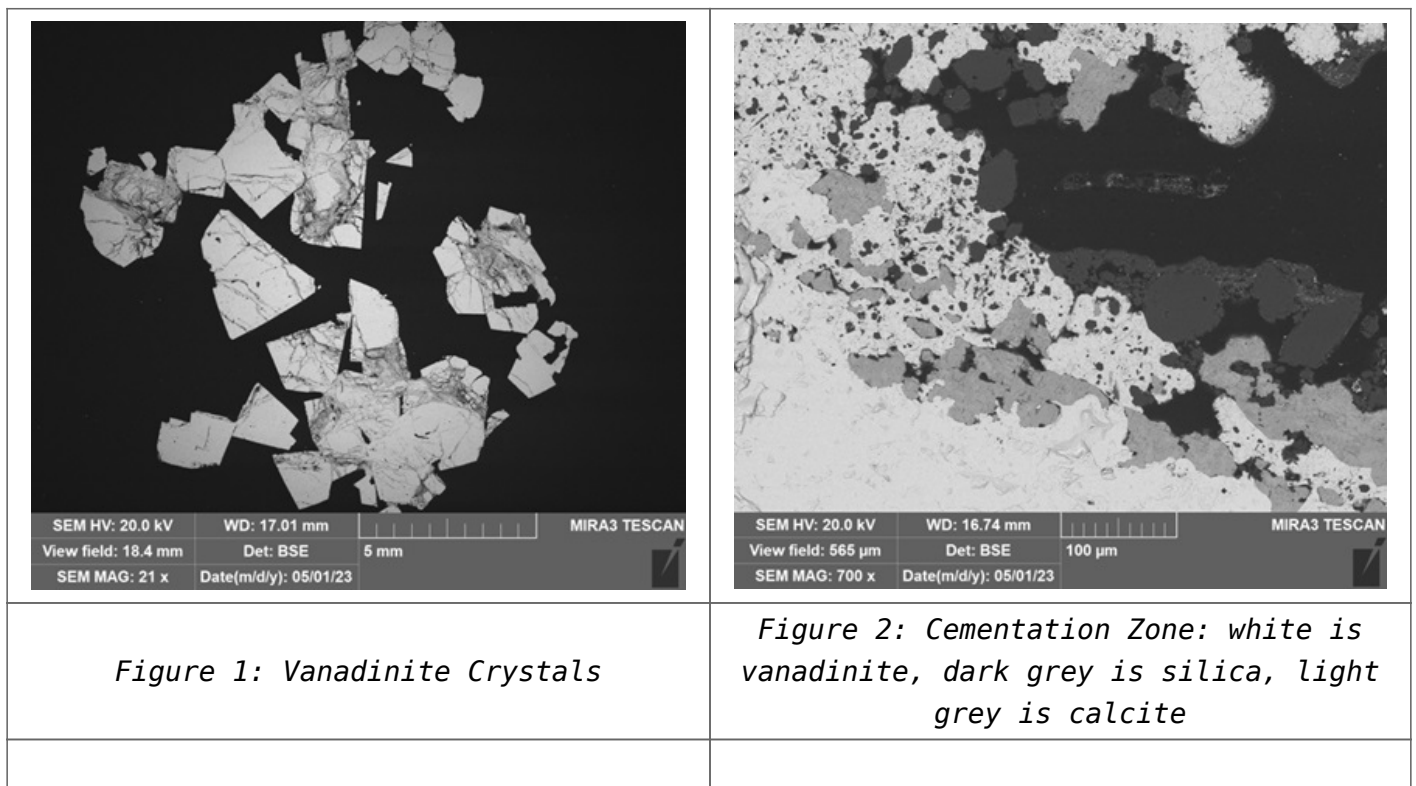 SEM HV: 20.0 kV WD: 17.01 mm MIRA3 TESCAN
View field: 18.4 mm Det: BSE 5 mm
SEM MAG: 21 x Date(m/d/y): 05/01/23
SEM HV: 20.0 kV WD: 16.74 mm MIRA3 TESCAN
View field: 565 µm Det: BSE 100 µm
SEM MAG: 700 x Date(m/d/y): 05/01/23
Figure 1: Vanadinite Crystals
Figure 2: Cementation Zone: white is
vanadinite, dark grey is silica, light
grey is calcite